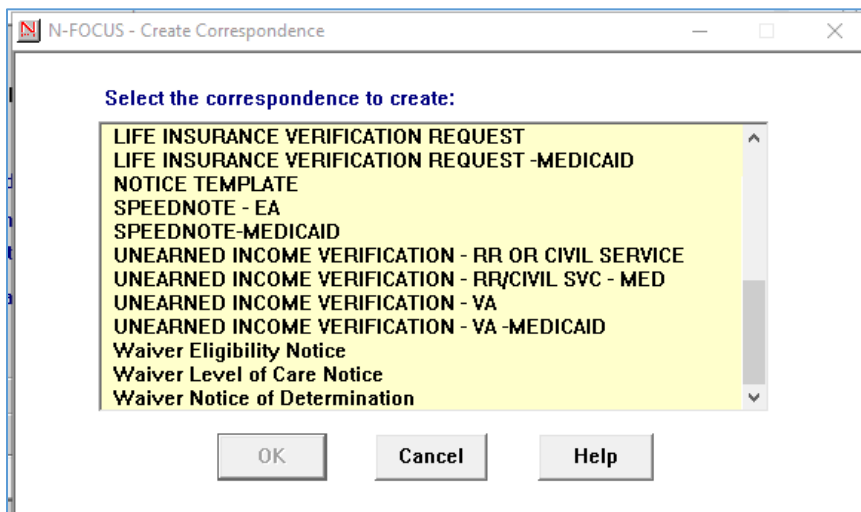 N-FOCUS - Create Correspondence
Select the correspondence to create:
LIFE INSURANCE VERIFICATION REQUEST
LIFE INSURANCE VERIFICATION REQUEST -MEDICAID
NOTICE TEMPLATE
SPEEDNOTE - EA
SPEEDNOTE-MEDICAID
UNEARNED INCOME VERIFICATION - RR OR CIVIL SERVICE
UNEARNED INCOME VERIFICATION - RR/CIVIL SVC - MED
UNEARNED INCOME VERIFICATION - VA
UNEARNED INCOME VERIFICATION - VA -MEDICAID
Waiver Eligibility Notice
Waiver Level of Care Notice
Waiver Notice of Determination
OK Cancel Help